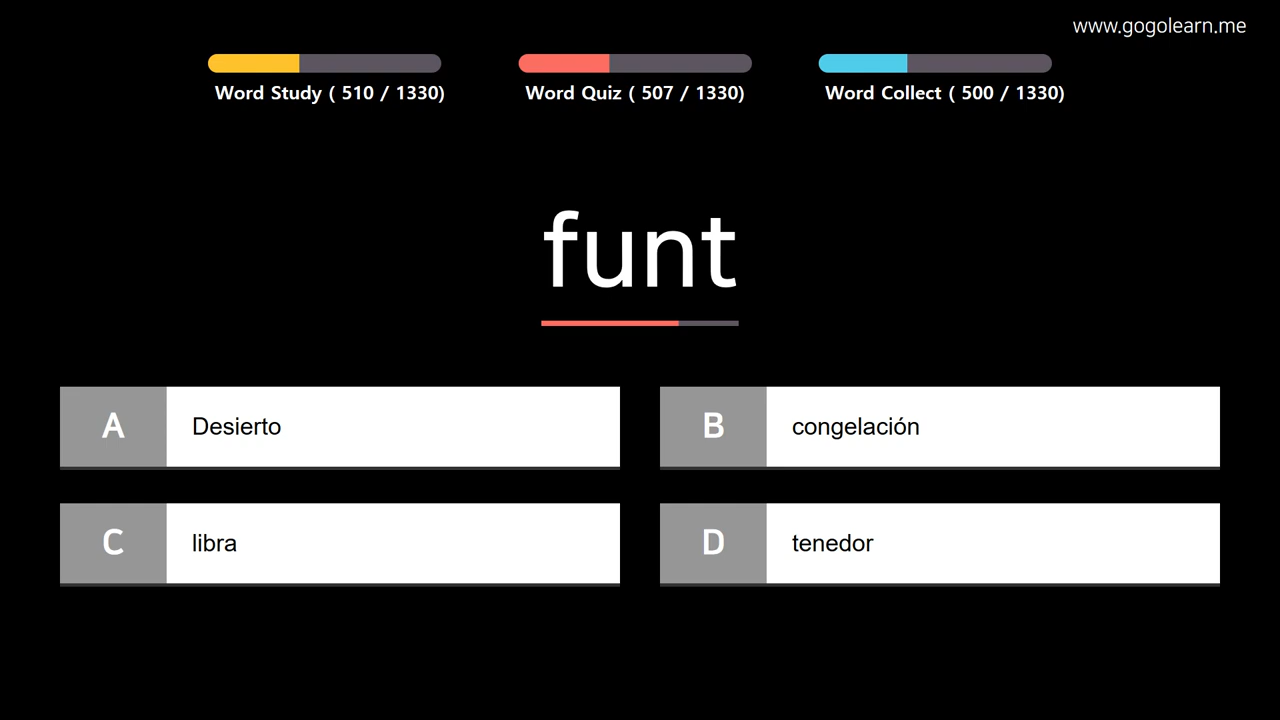 www.gogolearn.me
Word Study ( 510 / 1330)
Word Quiz ( 507 / 1330)
Word Collect ( 500 / 1330)
funt
A Desierto
B congelación
C libra
D tenedor